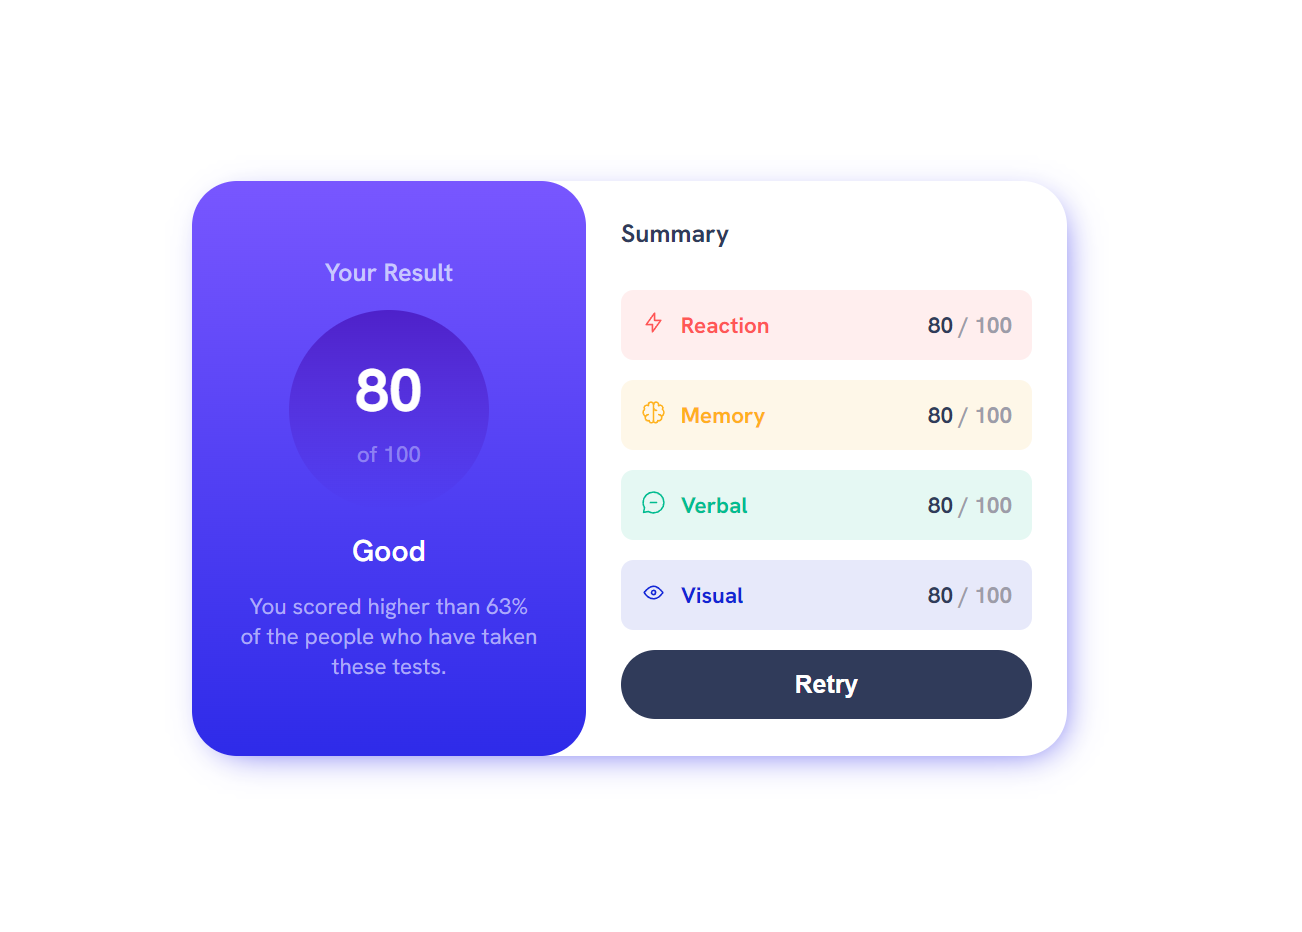 Your Result
80
of 100
Good
You scored higher than 63%
of the people who have taken
these tests.
Summary
Reaction 80 / 100
Memory 80 / 100
Verbal 80 / 100
Visual 80 / 100
Retry